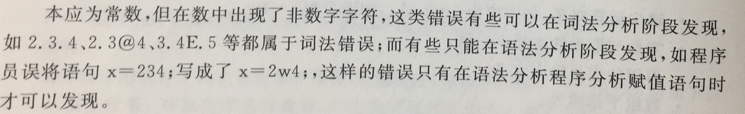 本应为常数,但在数中出现了非数字字符,这类错误有些可以在词法分析阶段发现,
如 2.3.4、2.3@4、3.4E.5 等都属于词法错误;而有些只能在语法分析阶段发现,如程序
员误将语句 x=234;写成了 x=2w4;,这样的错误只有在语法分析程序分析赋值语句时
才可以发现。